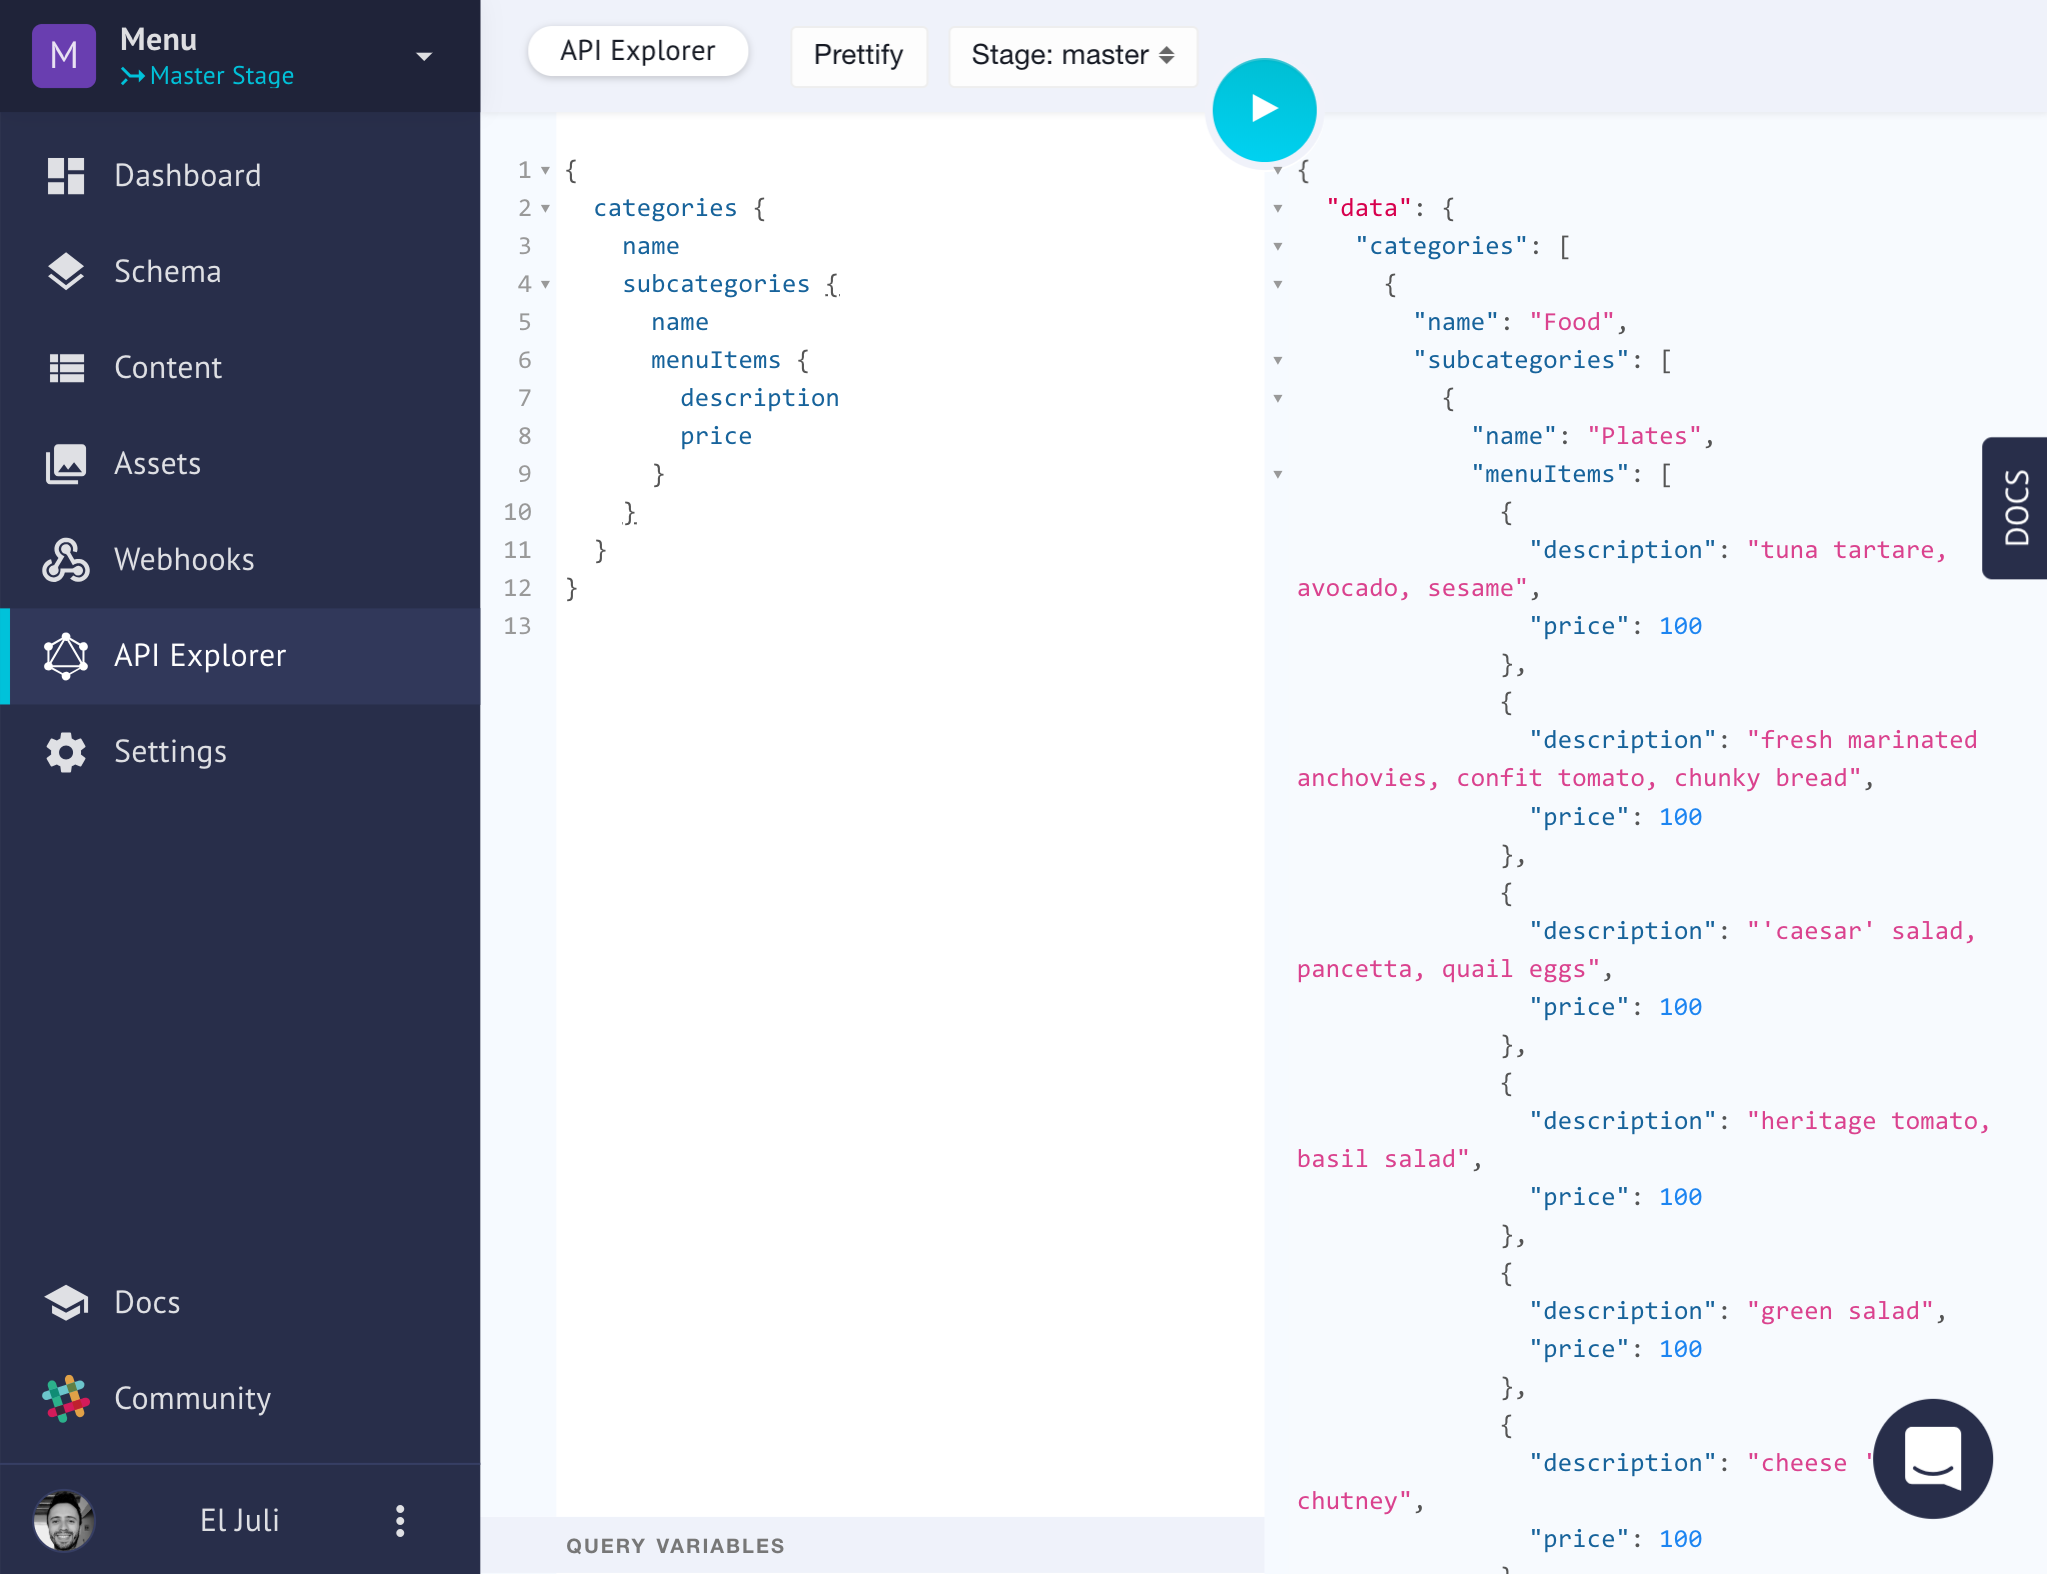 M
Menu
Master Stage
Dashboard
Schema
Content
Assets
Webhooks
API Explorer
Settings
Docs
Community
El Juli
API Explorer
Prettify
Stage: master
1 {
2 categories {
3 name
4 subcategories {
5 name
6 menuItems {
7 description
8 price
9 }
10 }
11 }
12 }
13
QUERY VARIABLES
{
"data": {
"categories": [
{
"name": "Food",
"subcategories": [
{
"name": "Plates",
"menuItems": [
{
"description": "tuna tartare,
avocado, sesame",
"price": 100
},
{
"description": "fresh marinated
anchovies, confit tomato, chunky bread",
"price": 100
},
{
"description": "'caesar' salad,
pancetta, quail eggs",
"price": 100
},
{
"description": "heritage tomato,
basil salad",
"price": 100
},
{
"description": "green salad",
"price": 100
},
{
"description": "cheese '
chutney",
"price": 100
DOCS